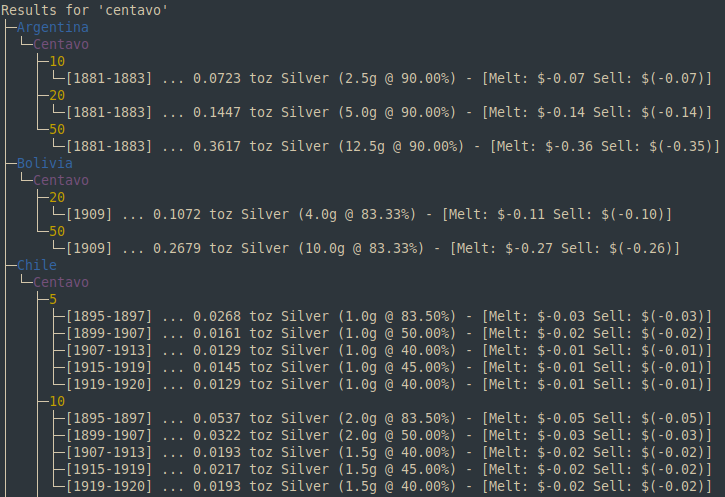 Results for 'centavo'
├─Argentina
│ └─Centavo
│   ├─10
│   │ └─[1881-1883] ... 0.0723 toz Silver (2.5g @ 90.00%) - [Melt: $-0.07 Sell: $(-0.07)]
│   ├─20
│   │ └─[1881-1883] ... 0.1447 toz Silver (5.0g @ 90.00%) - [Melt: $-0.14 Sell: $(-0.14)]
│   └─50
│     └─[1881-1883] ... 0.3617 toz Silver (12.5g @ 90.00%) - [Melt: $-0.36 Sell: $(-0.35)]
├─Bolivia
│ └─Centavo
│   ├─20
│   │ └─[1909] ... 0.1072 toz Silver (4.0g @ 83.33%) - [Melt: $-0.11 Sell: $(-0.10)]
│   └─50
│     └─[1909] ... 0.2679 toz Silver (10.0g @ 83.33%) - [Melt: $-0.27 Sell: $(-0.26)]
├─Chile
│ └─Centavo
│   ├─5
│   │ ├─[1895-1897] ... 0.0268 toz Silver (1.0g @ 83.50%) - [Melt: $-0.03 Sell: $(-0.03)]
│   │ ├─[1899-1907] ... 0.0161 toz Silver (1.0g @ 50.00%) - [Melt: $-0.02 Sell: $(-0.02)]
│   │ ├─[1907-1913] ... 0.0129 toz Silver (1.0g @ 40.00%) - [Melt: $-0.01 Sell: $(-0.01)]
│   │ ├─[1915-1919] ... 0.0145 toz Silver (1.0g @ 45.00%) - [Melt: $-0.01 Sell: $(-0.01)]
│   │ └─[1919-1920] ... 0.0129 toz Silver (1.0g @ 40.00%) - [Melt: $-0.01 Sell: $(-0.01)]
│   ├─10
│   │ ├─[1895-1897] ... 0.0537 toz Silver (2.0g @ 83.50%) - [Melt: $-0.05 Sell: $(-0.05)]
│   │ ├─[1899-1907] ... 0.0322 toz Silver (2.0g @ 50.00%) - [Melt: $-0.03 Sell: $(-0.03)]
│   │ ├─[1907-1913] ... 0.0193 toz Silver (1.5g @ 40.00%) - [Melt: $-0.02 Sell: $(-0.02)]
│   │ ├─[1915-1919] ... 0.0217 toz Silver (1.5g @ 45.00%) - [Melt: $-0.02 Sell: $(-0.02)]
│   │ └─[1919-1920] ... 0.0193 toz Silver (1.5g @ 40.00%) - [Melt: $-0.02 Sell: $(-0.02)]